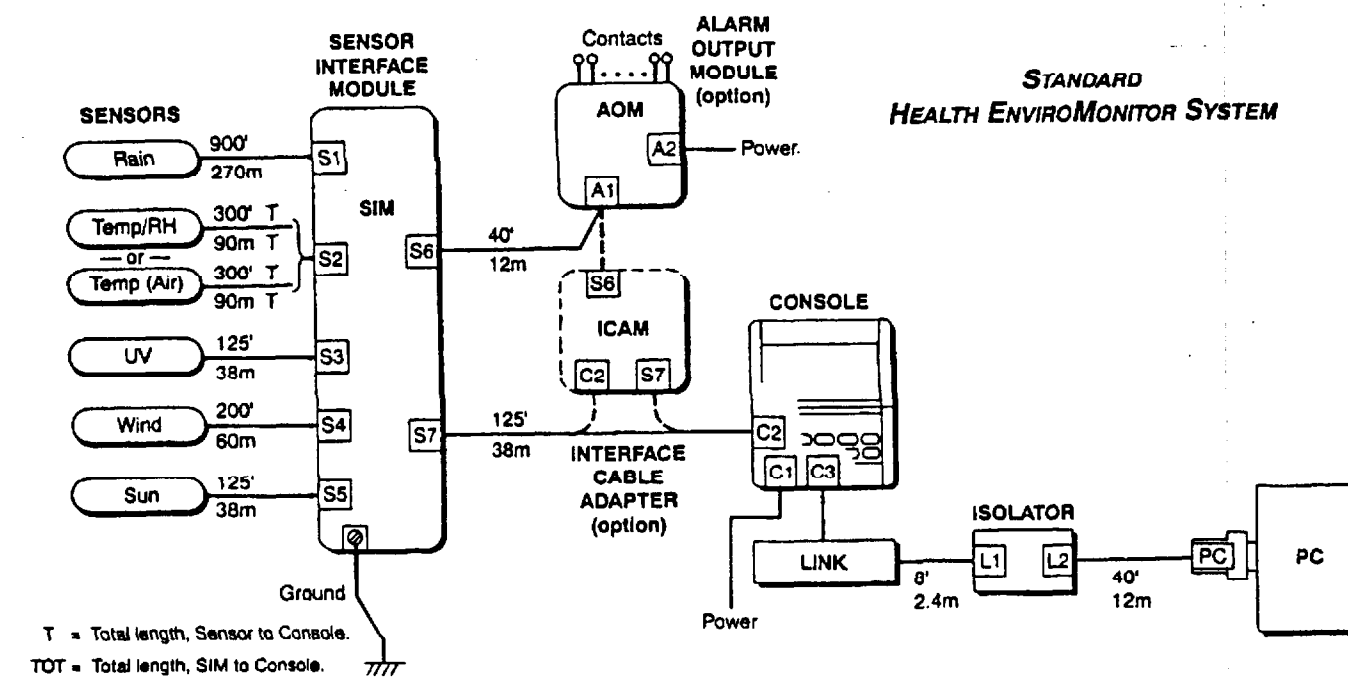 STANDARD
HEALTH ENVIROMONITOR SYSTEM
SENSORS
Rain
900'
270m
Temp/RH
300' T
90m T
— or —
Temp (Air)
300' T
90m T
UV
125'
38m
Wind
200'
60m
Sun
125'
38m
SENSOR
INTERFACE
MODULE
SIM
S1
S2
S3
S4
S5
S6
S7
Ground
40'
12m
125'
38m
Contacts
ALARM
OUTPUT
MODULE
(option)
AOM
A2
Power
A1
S6
ICAM
C2
S7
INTERFACE
CABLE
ADAPTER
(option)
CONSOLE
C2
C1
C3
Power
LINK
8'
2.4m
ISOLATOR
L1
L2
40'
12m
PC
PC
T = Total length, Sensor to Console.
TOT = Total length, SIM to Console.